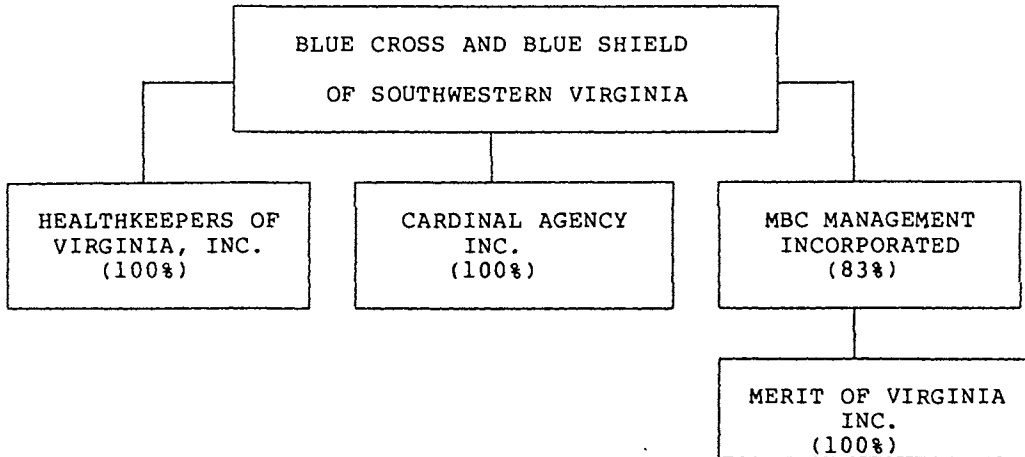 BLUE CROSS AND BLUE SHIELD
OF SOUTHWESTERN VIRGINIA
HEALTHKEEPERS OF
VIRGINIA, INC.
(100%)
CARDINAL AGENCY
INC.
(100%)
MBC MANAGEMENT
INCORPORATED
(83%)
MERIT OF VIRGINIA
INC.
(100%)